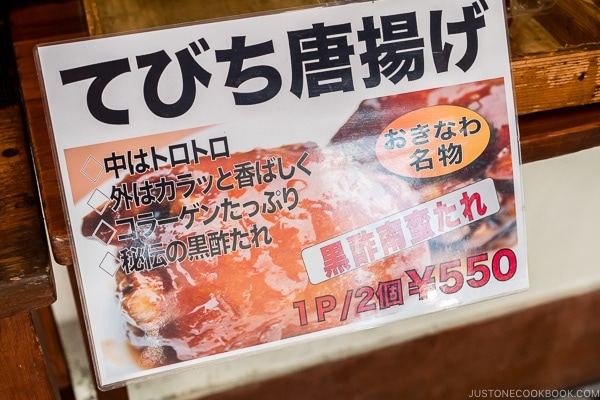 てびち唐揚げ
おきなわ
名物
◇中はトロトロ
◇外はカラッと香ばしく
◇コラーゲンたっぷり
◇秘伝の黒酢たれ
黒酢南蛮たれ
1P/2個¥550
JUSTONECOOKBOOK.COM